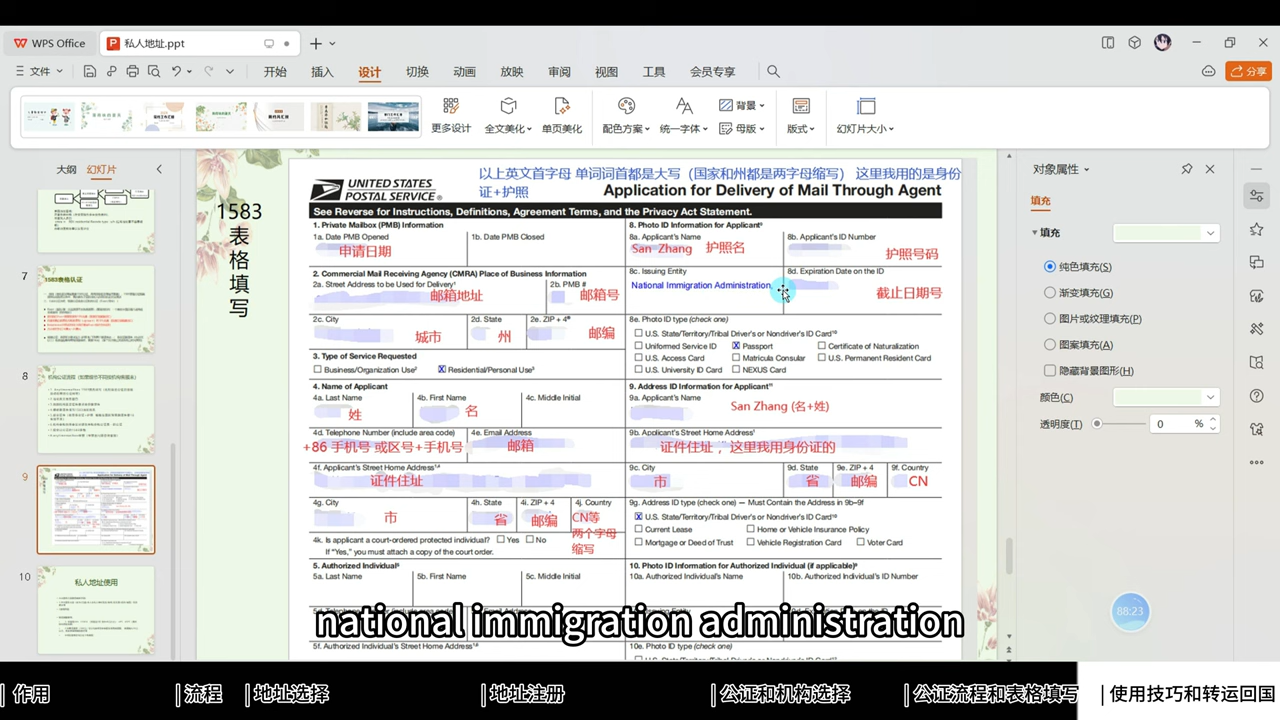 WPS Office
私人地址.ppt
文件
开始
插入
设计
切换
动画
放映
审阅
视图
工具
会员专享
分享
更多设计
全文美化
单页美化
配色方案
统一字体
背景
母版
版式
幻灯片大小
大纲
幻灯片
7
1583表格认证
8
9
10
私人地址使用
1583
表
格
填
写
以上英文首字母 单词词首都是大写（国家和州都是两字母缩写） 这里我用的是身份
证+护照
UNITED STATES
POSTAL SERVICE®
Application for Delivery of Mail Through Agent
See Reverse for Instructions, Definitions, Agreement Terms, and the Privacy Act Statement.
1. Private Mailbox (PMB) Information
1a. Date PMB Opened
申请日期
1b. Date PMB Closed
2. Commercial Mail Receiving Agency (CMRA) Place of Business Information
2a. Street Address to be Used for Delivery¹
邮箱地址
2b. PMB #
邮箱号
2c. City
城市
2d. State
州
2e. ZIP + 4®
邮编
3. Type of Service Requested
Business/Organization Use²
X Residential/Personal Use³
4. Name of Applicant
4a. Last Name
姓
4b. First Name
名
4c. Middle Initial
4d. Telephone Number (include area code)
+86 手机号 或区号+手机号
4e. Email Address
邮箱
4f. Applicant's Street Home Address
证件住址
4g. City
市
4h. State
省
4i. ZIP + 4
邮编
4j. Country
CN等
两个字母
缩写
4k. Is applicant a court-ordered protected individual?
Yes
No
If "Yes," you must attach a copy of the court order.
5. Authorized Individual
5a. Last Name
5b. First Name
5c. Middle Initial
5f. Authorized Individual's Street Home Address
8. Photo ID Information for Applicant
8a. Applicant's Name
San Zhang 护照名
8b. Applicant's ID Number
护照号码
8c. Issuing Entity
National Immigration Administration
8d. Expiration Date on the ID
截止日期号
8e. Photo ID type (check one)
U.S. State/Territory/Tribal Driver's or Nondriver's ID Card
Uniformed Service ID
X Passport
Certificate of Naturalization
U.S. Access Card
Matricula Consular
U.S. Permanent Resident Card
U.S. University ID Card
NEXUS Card
9. Address ID Information for Applicant
9a. Applicant's Name
San Zhang (名+姓)
9b. Applicant's Street Home Address
证件住址，这里我用身份证的
9c. City
市
9d. State
省
9e. ZIP + 4
邮编
9f. Country
CN
9g. Address ID type (check one) — Must Contain the Address in 9b–9f
X U.S. State/Territory/Tribal Driver's or Nondriver's ID Card
Current Lease
Home or Vehicle Insurance Policy
Mortgage or Deed of Trust
Vehicle Registration Card
Voter Card
10. Photo ID Information for Authorized Individual (if applicable)
10a. Authorized Individual's Name
10b. Authorized Individual's ID Number
10e. Photo ID type (check one)
对象属性
填充
填充
纯色填充(S)
渐变填充(G)
图片或纹理填充(P)
图案填充(A)
隐藏背景图形(H)
颜色(C)
透明度(T)
0 %
88:23
national immigration administration
| 作用
| 流程
| 地址选择
| 地址注册
| 公证和机构选择
| 公证流程和表格填写
| 使用技巧和转运回国